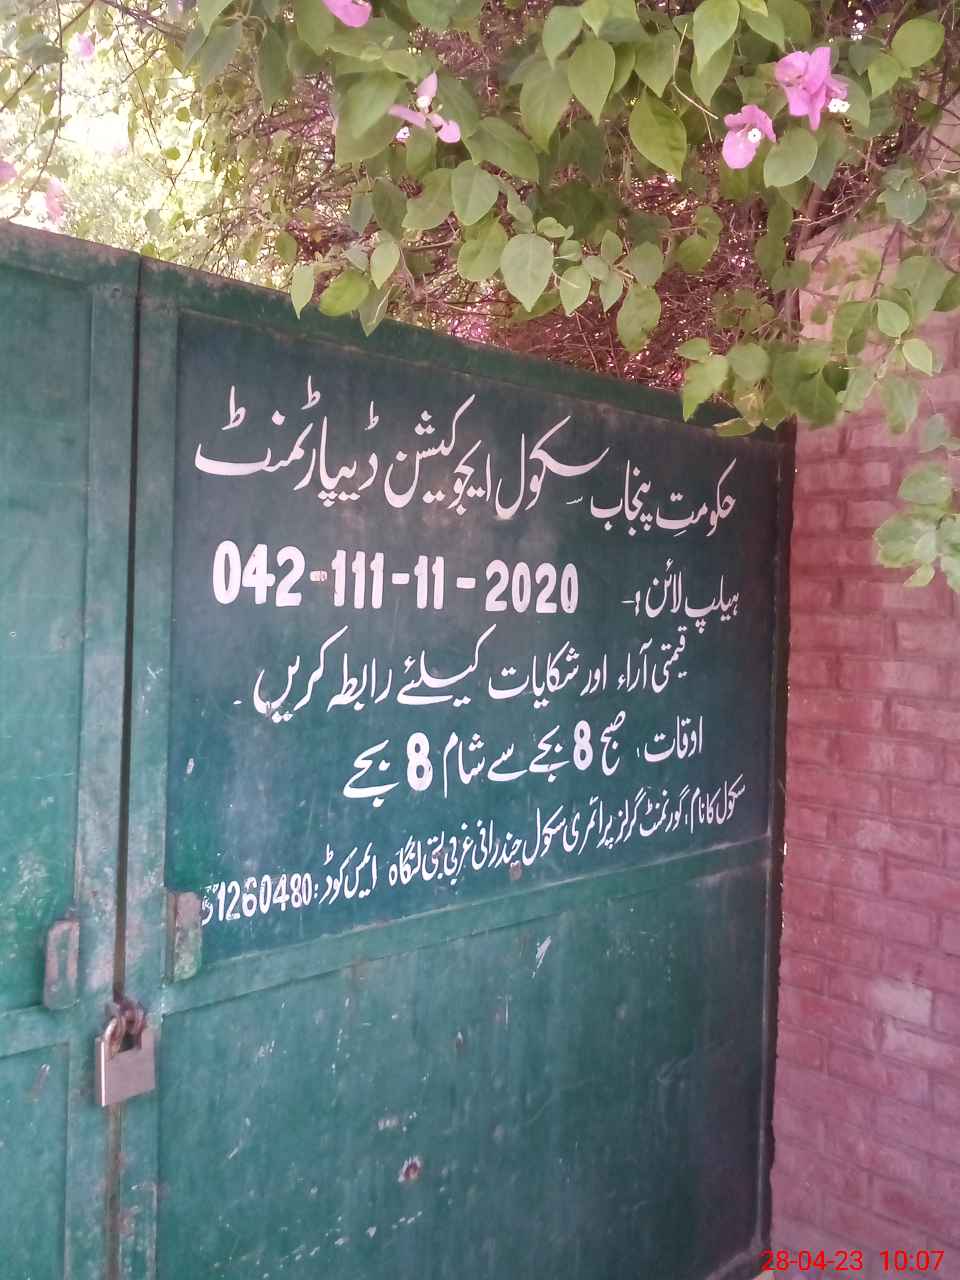 حکومتِ پنجاب سکول ایجوکیشن ڈیپارٹمنٹ
ہیلپ لائن :- 042-111-11-2020
قیمتی آراء اور شکایات کیلئے رابطہ کریں -
اوقات، صبح 8 بجے سے شام 8 بجے
سکول کا نام: گورنمنٹ گرلز پرائمری سکول چندرانی غربی بستی لنگاہ ایمس کوڈ: 31260480
28-04-23 10:07